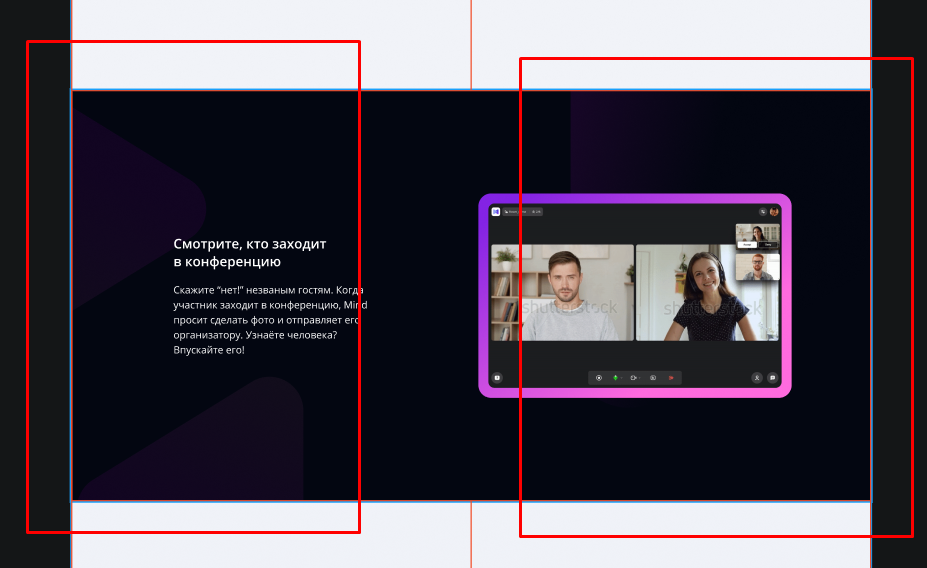 Смотрите, кто заходит
в конференцию
Скажите “нет!” незваным гостям. Когда
участник заходит в конференцию, Mind
просит сделать фото и отправляет его
организатору. Узнаёте человека?
Впускайте его!
shutterstock
shutterstock